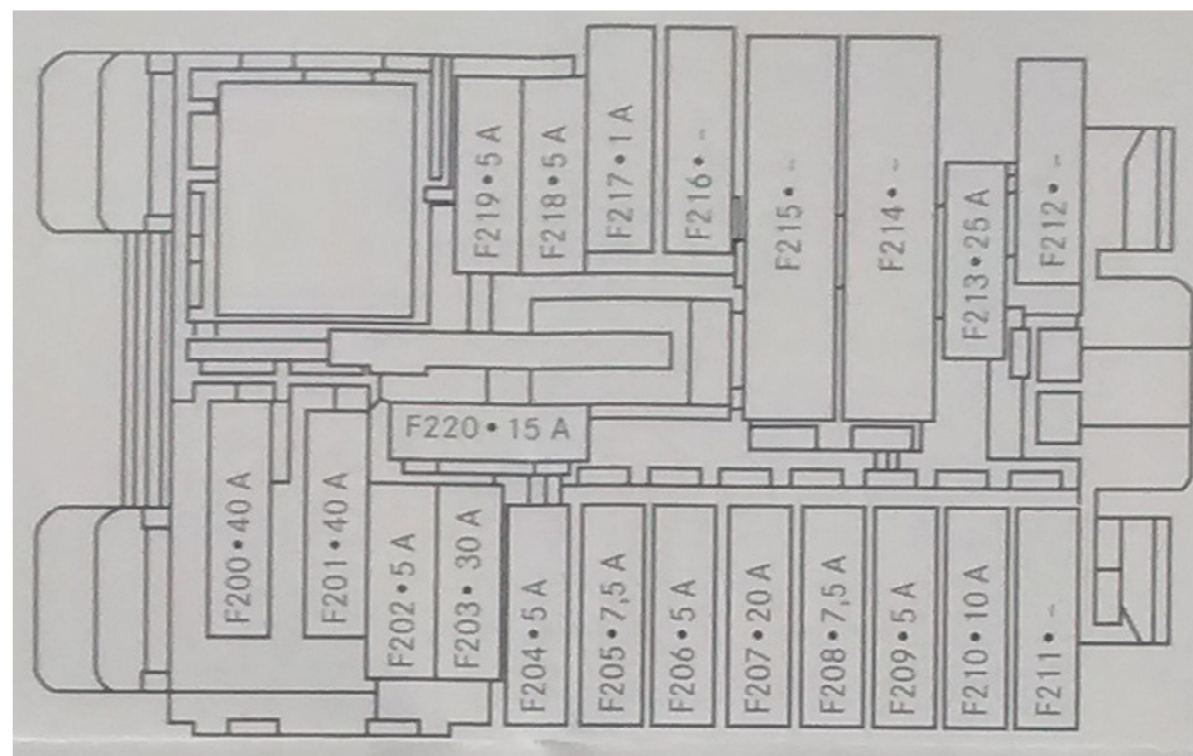 F219•5 A
F218•5 A
F217•1 A
F216•-
F215•-
F214•-
F213•25 A
F212•-
F220•15 A
F200•40 A
F201•40 A
F202•5 A
F203•30 A
F204•5 A
F205•7,5 A
F206•5 A
F207•20 A
F208•7,5 A
F209•5 A
F210•10 A
F211•-